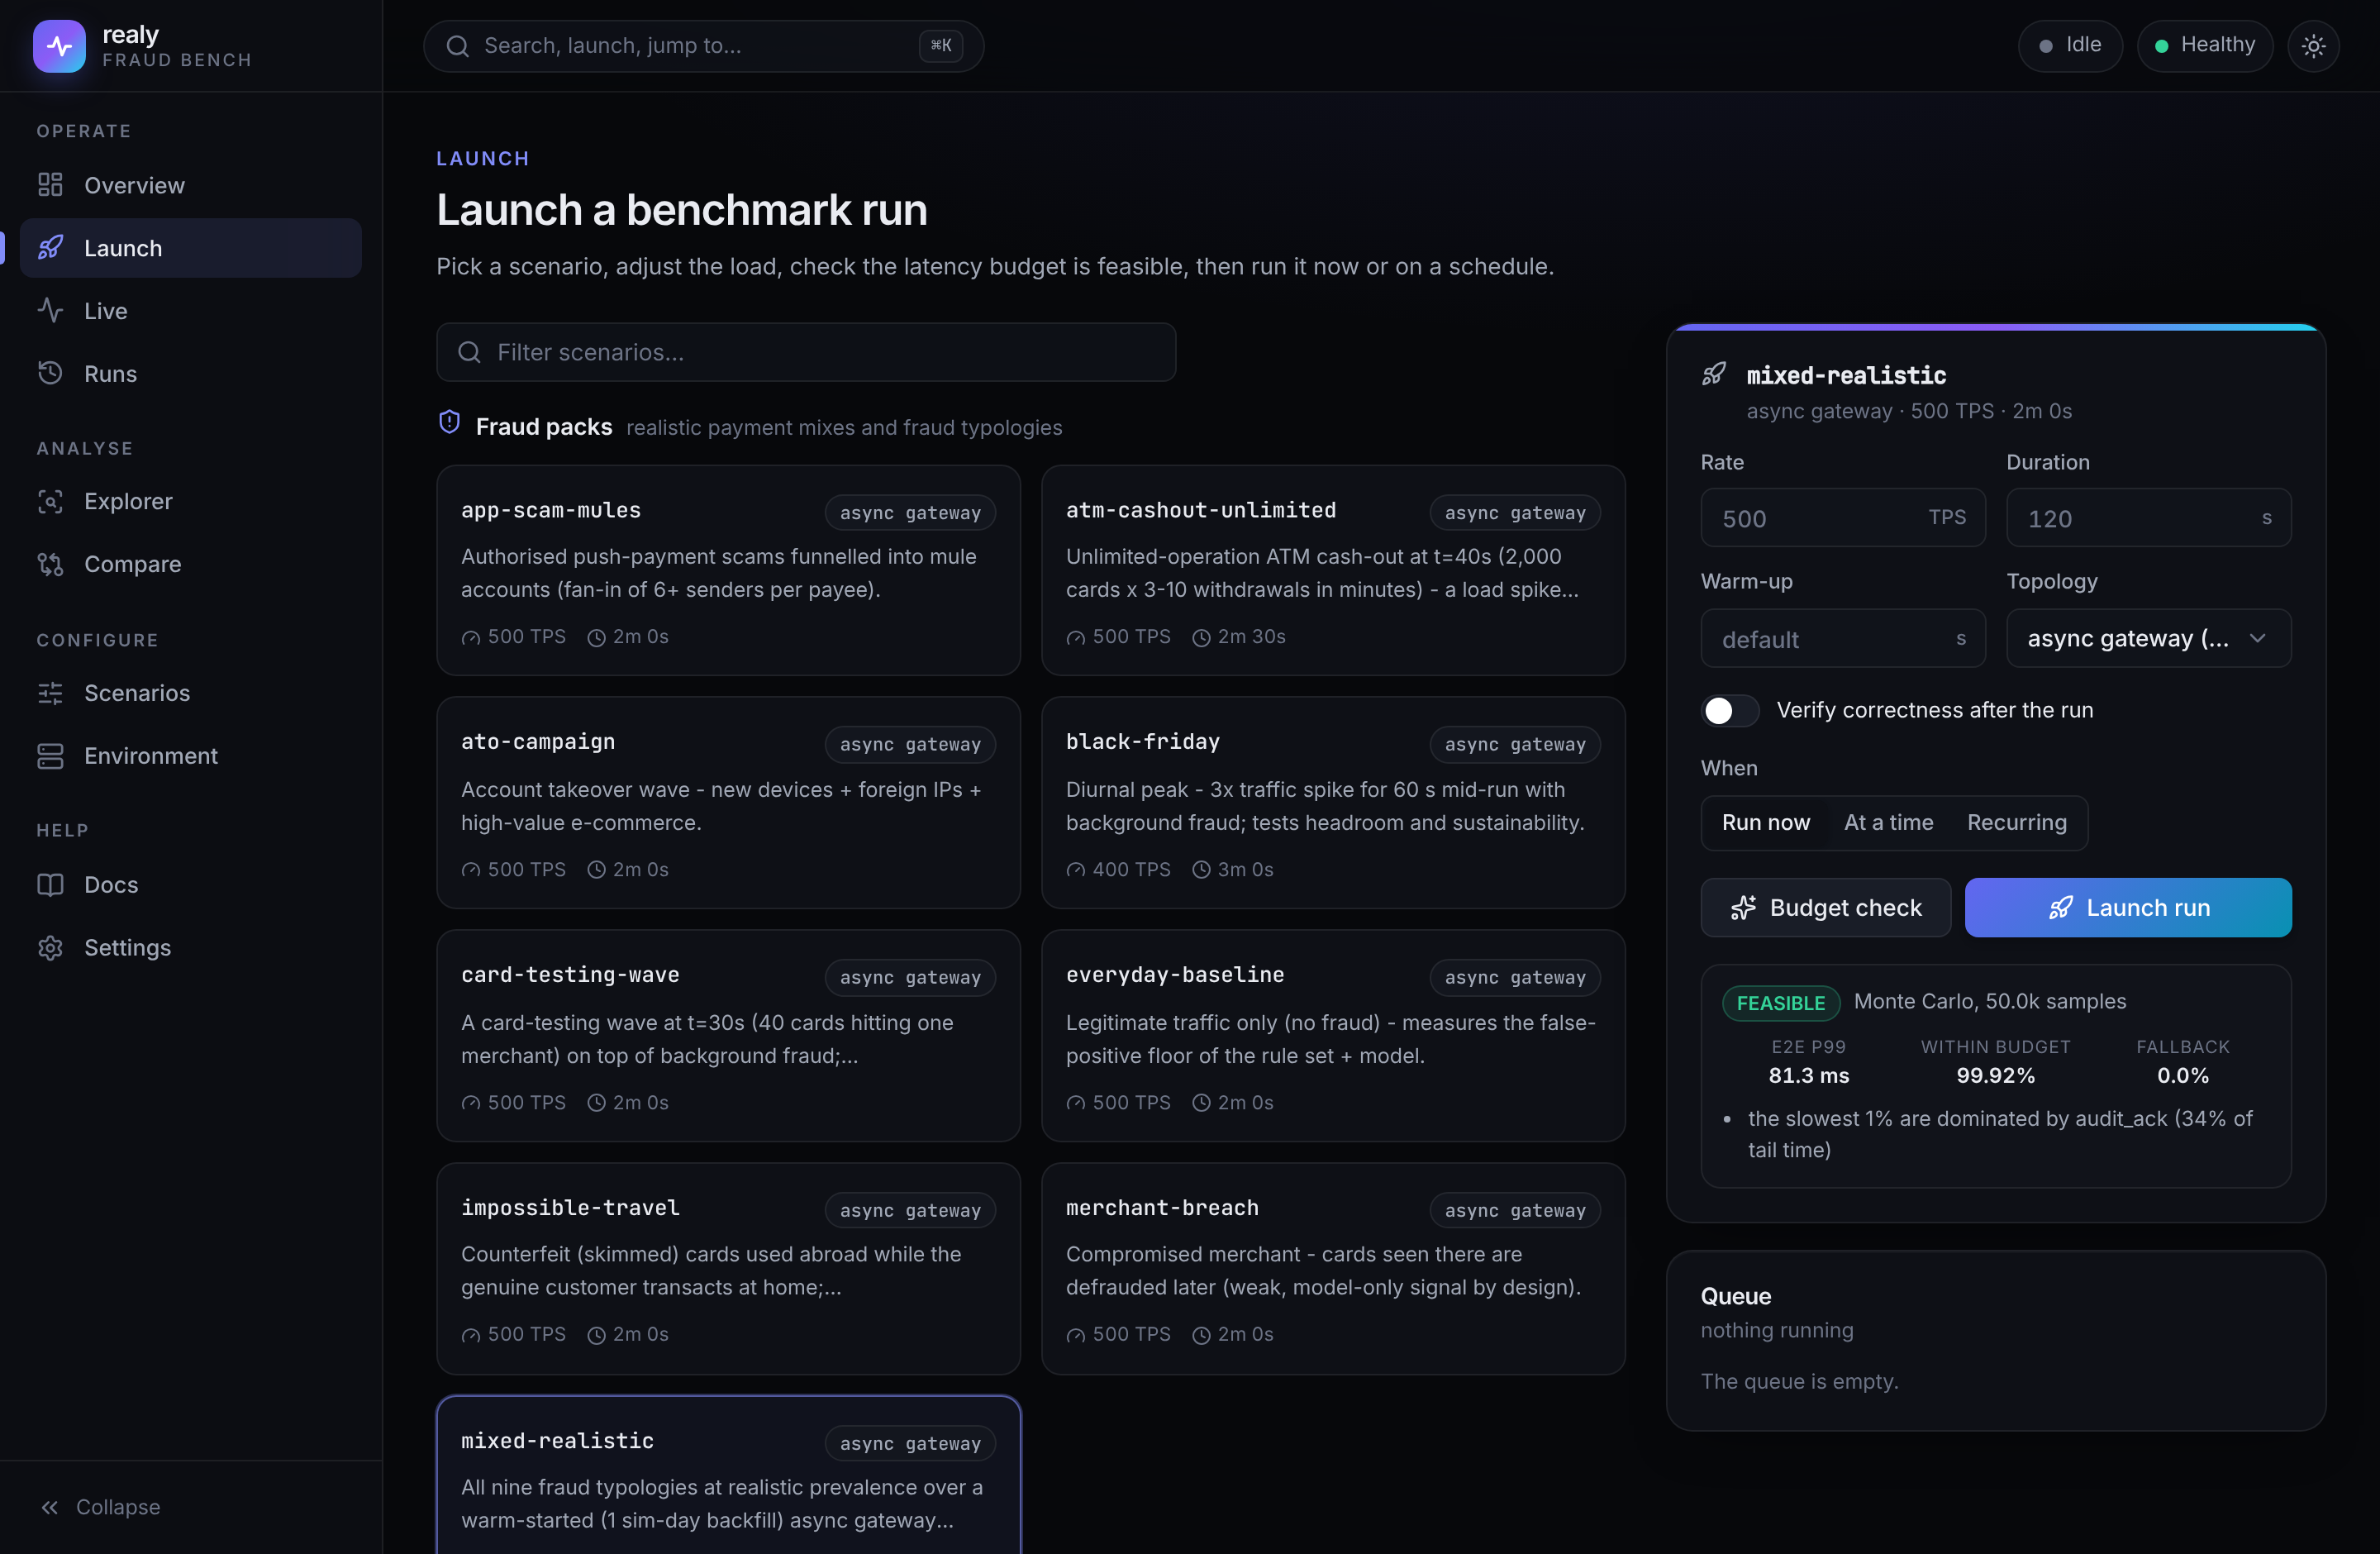 realy
FRAUD BENCH
Search, launch, jump to...
⌘K
Idle
Healthy
OPERATE
Overview
Launch
Live
Runs
ANALYSE
Explorer
Compare
CONFIGURE
Scenarios
Environment
HELP
Docs
Settings
Collapse
LAUNCH
Launch a benchmark run
Pick a scenario, adjust the load, check the latency budget is feasible, then run it now or on a schedule.
Filter scenarios...
Fraud packs realistic payment mixes and fraud typologies
app-scam-mules
async gateway
Authorised push-payment scams funnelled into mule
accounts (fan-in of 6+ senders per payee).
500 TPS 2m 0s
atm-cashout-unlimited
async gateway
Unlimited-operation ATM cash-out at t=40s (2,000
cards x 3-10 withdrawals in minutes) - a load spike...
500 TPS 2m 30s
ato-campaign
async gateway
Account takeover wave - new devices + foreign IPs +
high-value e-commerce.
500 TPS 2m 0s
black-friday
async gateway
Diurnal peak - 3x traffic spike for 60 s mid-run with
background fraud; tests headroom and sustainability.
400 TPS 3m 0s
card-testing-wave
async gateway
A card-testing wave at t=30s (40 cards hitting one
merchant) on top of background fraud;...
500 TPS 2m 0s
everyday-baseline
async gateway
Legitimate traffic only (no fraud) - measures the false-
positive floor of the rule set + model.
500 TPS 2m 0s
impossible-travel
async gateway
Counterfeit (skimmed) cards used abroad while the
genuine customer transacts at home;...
500 TPS 2m 0s
merchant-breach
async gateway
Compromised merchant - cards seen there are
defrauded later (weak, model-only signal by design).
500 TPS 2m 0s
mixed-realistic
async gateway
All nine fraud typologies at realistic prevalence over a
warm-started (1 sim-day backfill) async gateway...
mixed-realistic
async gateway · 500 TPS · 2m 0s
Rate
Duration
500 TPS
120 s
Warm-up
Topology
default s
async gateway (...
Verify correctness after the run
When
Run now
At a time
Recurring
Budget check
Launch run
FEASIBLE Monte Carlo, 50.0k samples
E2E P99
WITHIN BUDGET
FALLBACK
81.3 ms
99.92%
0.0%
• the slowest 1% are dominated by audit_ack (34% of
tail time)
Queue
nothing running
The queue is empty.